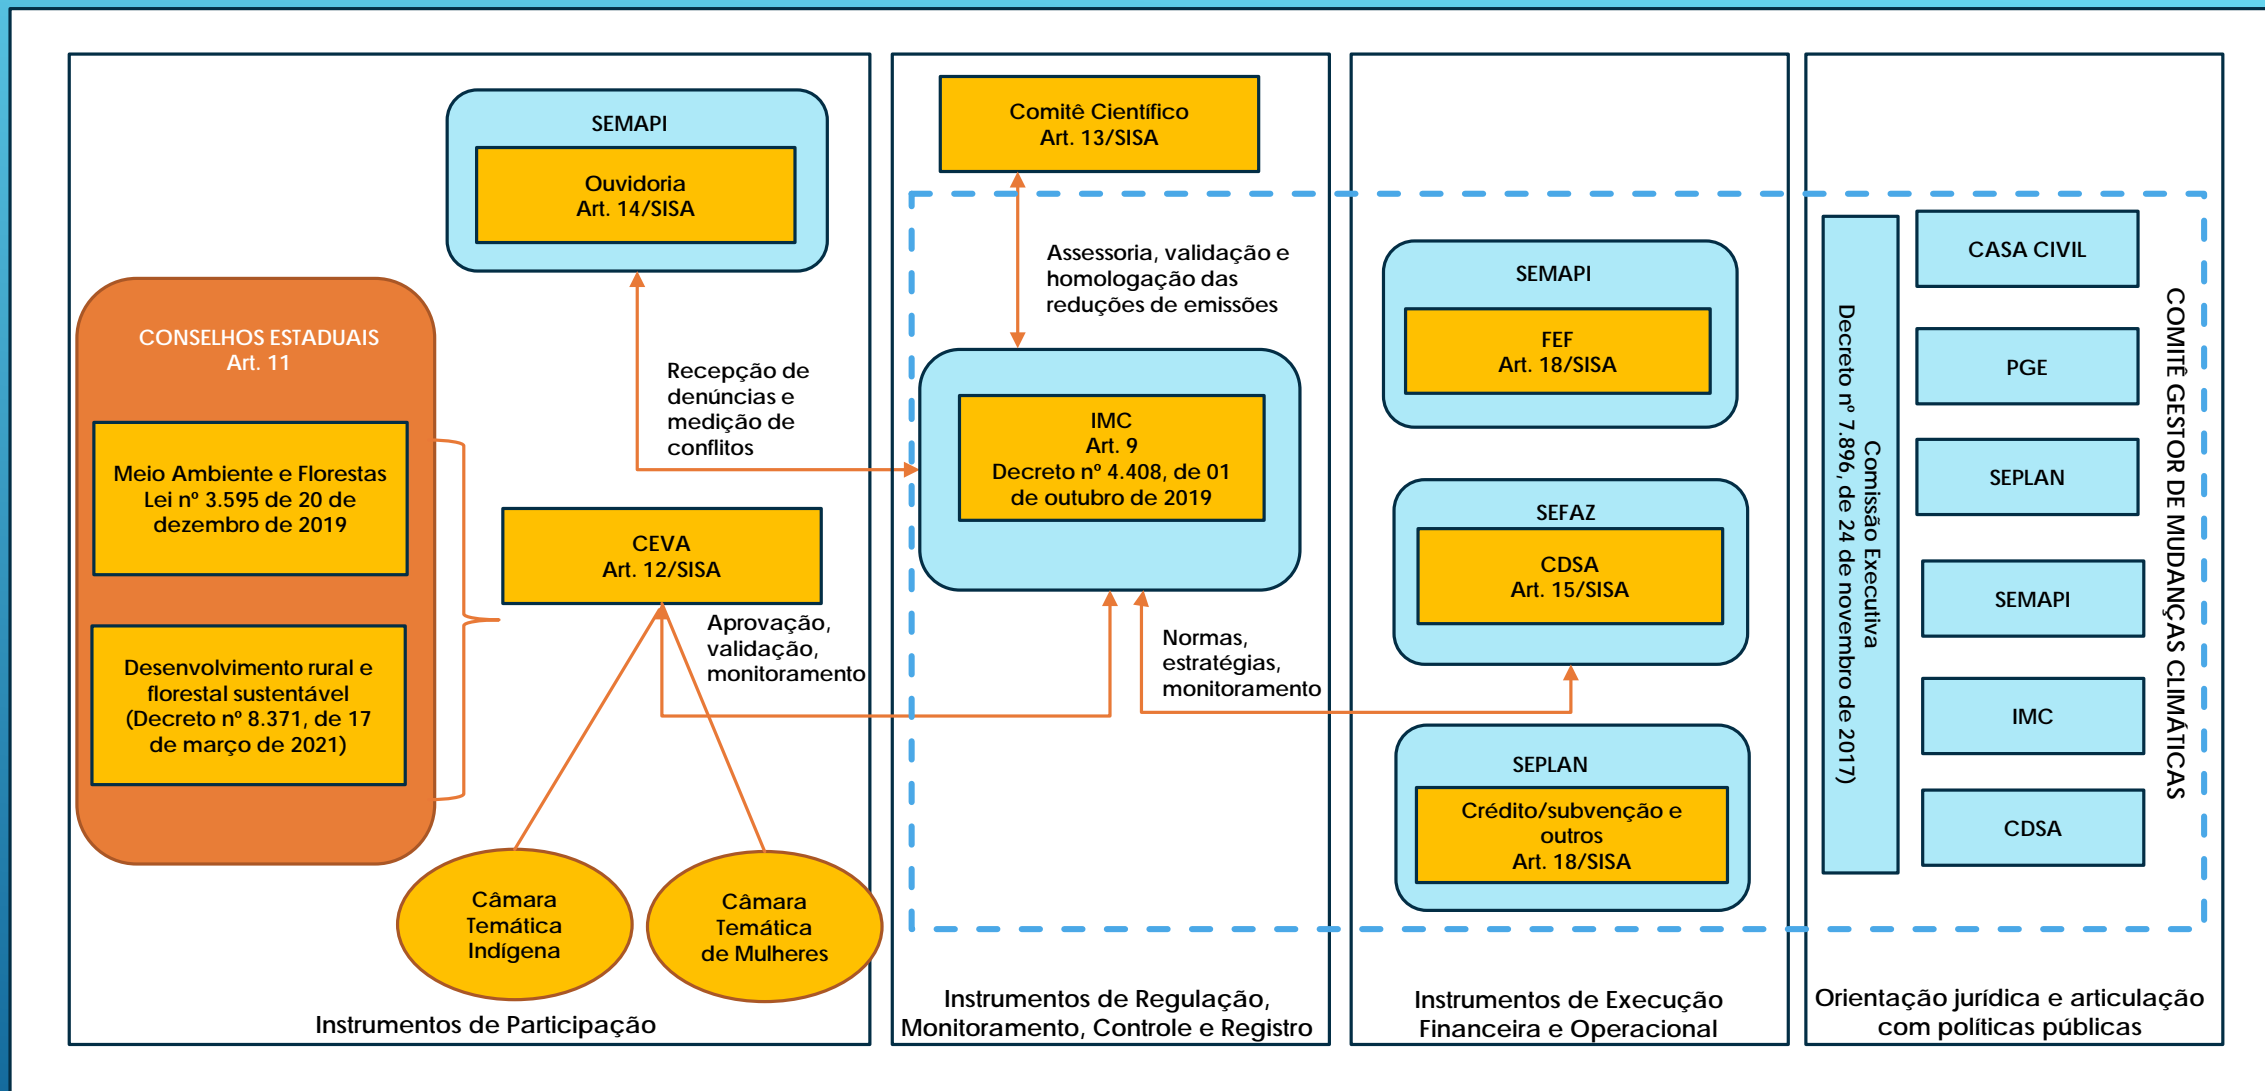 SEMAPI
Ouvidoria
Art. 14/SISA
CONSELHOS ESTADUAIS
Art. 11
Meio Ambiente e Florestas
Lei nº 3.595 de 20 de
dezembro de 2019
Desenvolvimento rural e
florestal sustentável
(Decreto nº 8.371, de 17
de março de 2021)
Recepção de
denúncias e
medição de
conflitos
CEVA
Art. 12/SISA
Aprovação,
validação,
monitoramento
Câmara
Temática
Indígena
Câmara
Temática
de Mulheres
Instrumentos de Participação
Comitê Científico
Art. 13/SISA
Assessoria, validação e
homologação das
reduções de emissões
IMC
Art. 9
Decreto nº 4.408, de 01
de outubro de 2019
Normas,
estratégias,
monitoramento
Instrumentos de Regulação,
Monitoramento, Controle e Registro
SEMAPI
FEF
Art. 18/SISA
SEFAZ
CDSA
Art. 15/SISA
SEPLAN
Crédito/subvenção e
outros
Art. 18/SISA
Instrumentos de Execução
Financeira e Operacional
Comissão Executiva
Decreto nº 7.896, de 24 de novembro de 2017)
CASA CIVIL
PGE
SEPLAN
SEMAPI
IMC
CDSA
COMITÊ GESTOR DE MUDANÇAS CLIMÁTICAS
Orientação jurídica e articulação
com políticas públicas